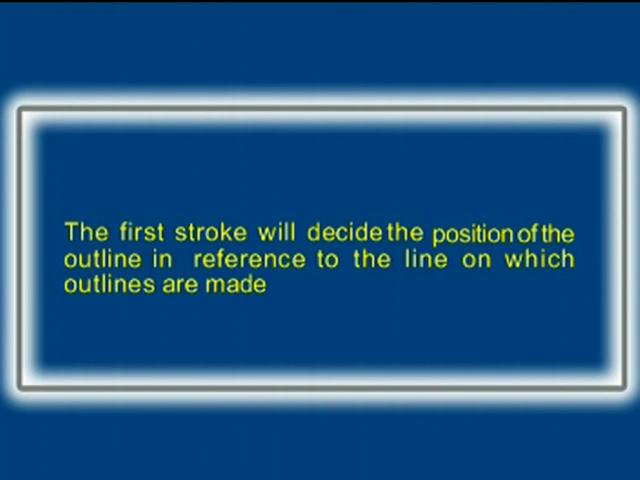 The first stroke will decide the position of the
outline in reference to the line on which
outlines are made